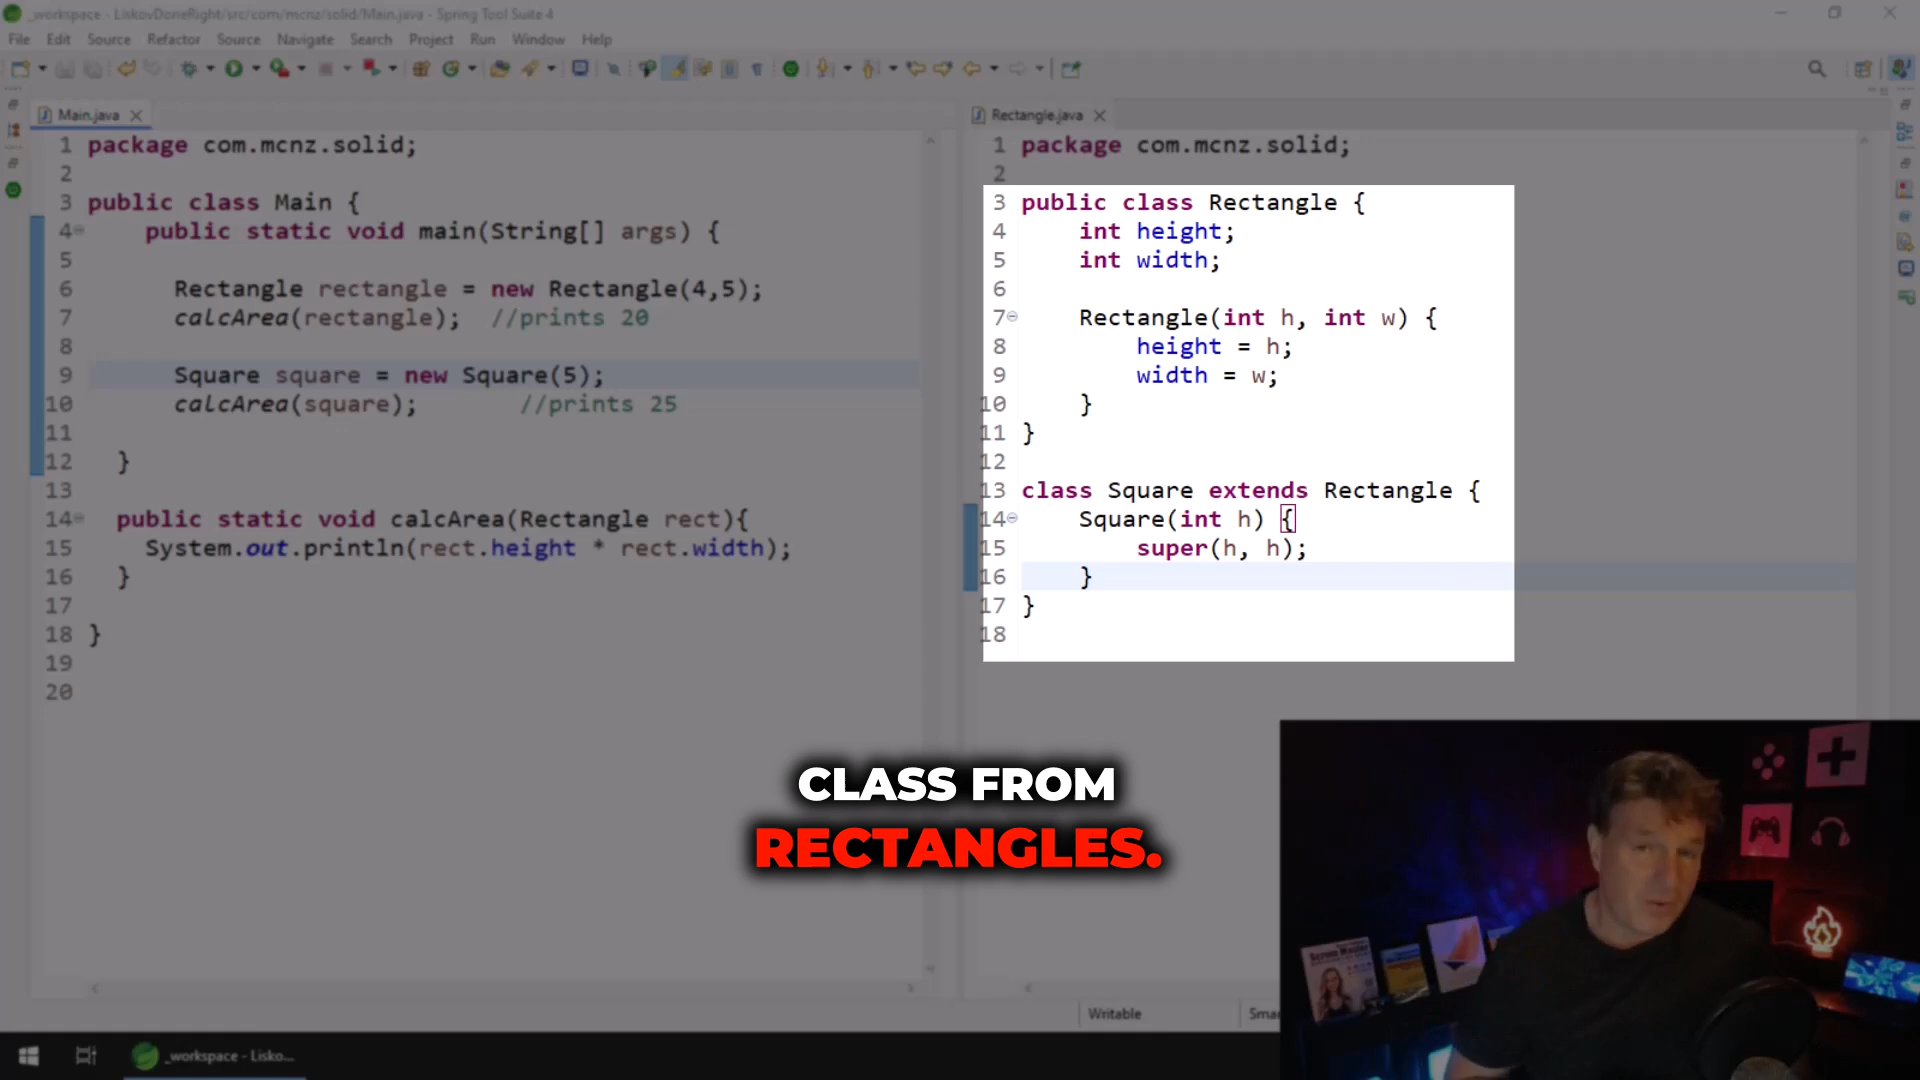 _workspace - LiskovDoneRight/src/com/mcnz/solid/Main.java - Spring Tool Suite 4
File Edit Source Refactor Source Navigate Search Project Run Window Help
Main.java
1 package com.mcnz.solid;
2
3 public class Main {
4 public static void main(String[] args) {
5
6 Rectangle rectangle = new Rectangle(4,5);
7 calcArea(rectangle); //prints 20
8
9 Square square = new Square(5);
10 calcArea(square); //prints 25
11
12 }
13
14 public static void calcArea(Rectangle rect){
15 System.out.println(rect.height * rect.width);
16 }
17
18 }
19
20
Rectangle.java
1 package com.mcnz.solid;
2
3 public class Rectangle {
4 int height;
5 int width;
6
7 Rectangle(int h, int w) {
8 height = h;
9 width = w;
10 }
11 }
12
13 class Square extends Rectangle {
14 Square(int h) {
15 super(h, h);
16 }
17 }
18
CLASS FROM
RECTANGLES.
Writable
Smar
_workspace - Lisko...